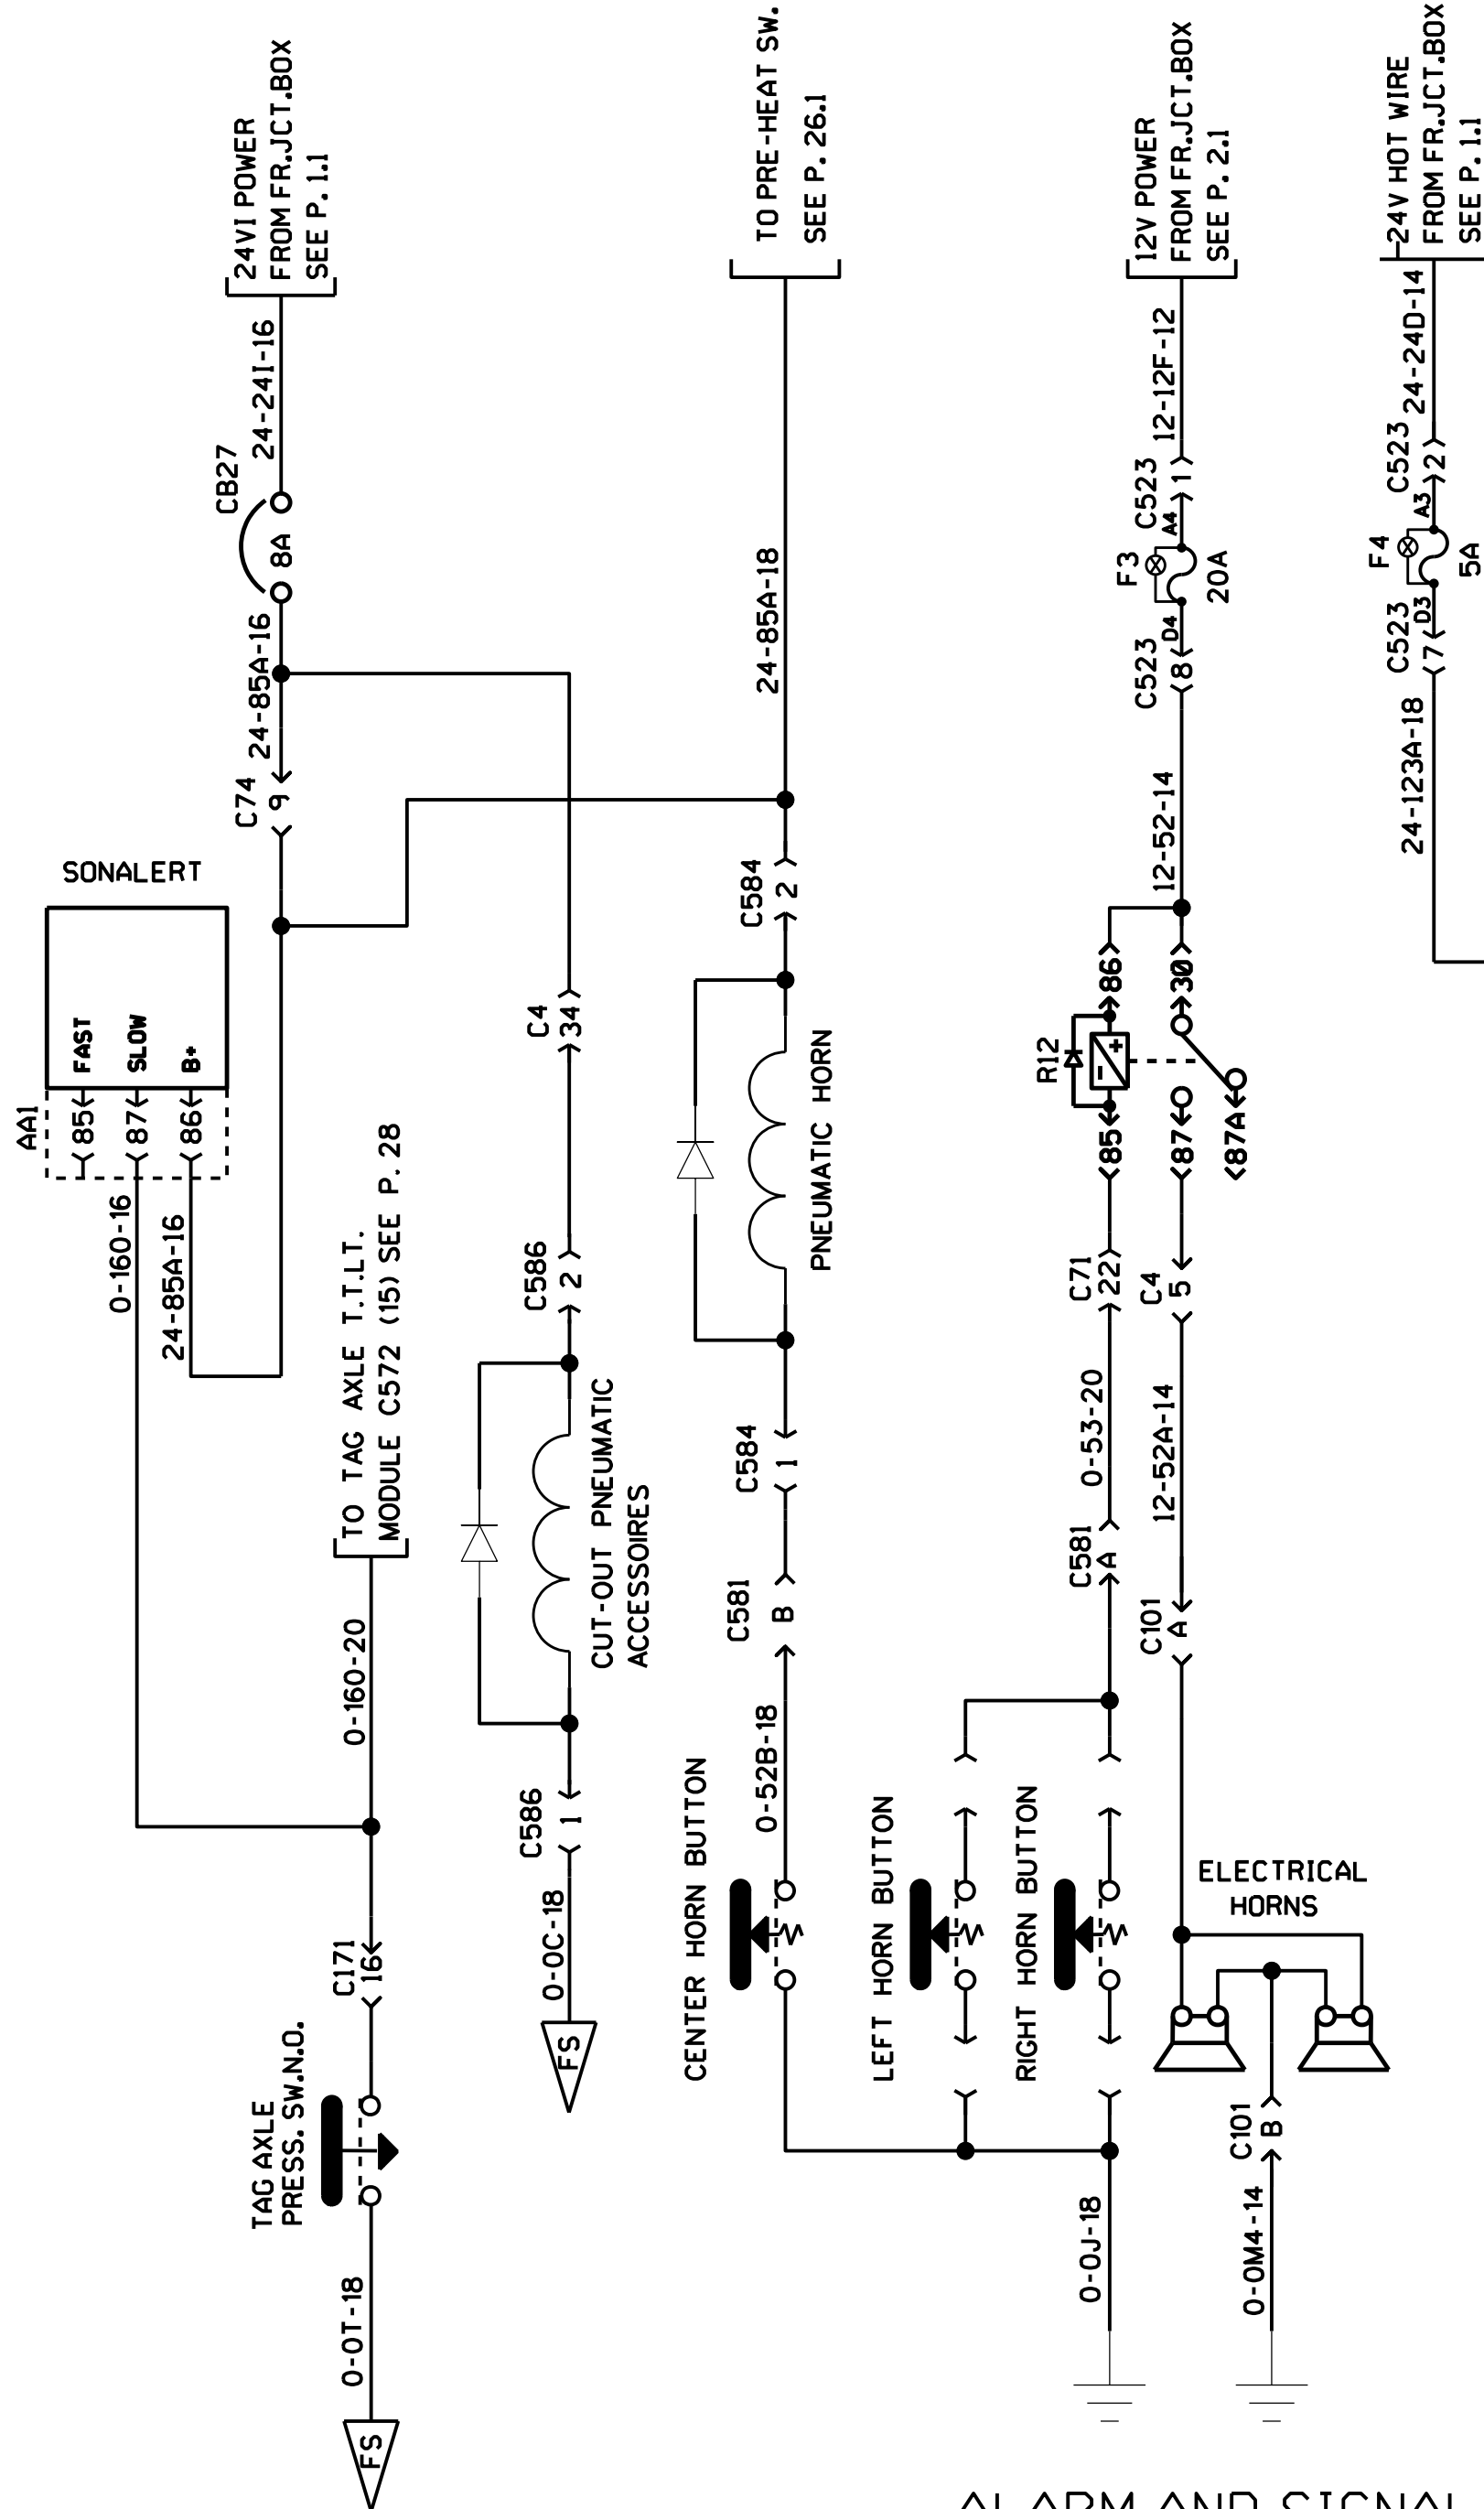 24VI POWER
FROM FR.JCT.BOX
SEE P. 1.1
24-24I-16
CB27
8A
24-85A-16
C74
9
SONALERT
FAST
SLOW
B+
AA1
85
87
86
0-160-16
24-85A-16
TO TAG AXLE T.T.LT.
MODULE C572 (15) SEE P. 28
0-160-20
C171
16
TAG AXLE
PRESS. SW.N.O.
0-0T-18
FS
C4
34
C586
2
CUT-OUT PNEUMATIC
ACCESSOIRES
C586
1
0-0C-18
FS
TO PRE-HEAT SW.
SEE P. 26.1
24-85A-18
C584
2
PNEUMATIC HORN
C584
1
C581
B
0-52B-18
CENTER HORN BUTTON
LEFT HORN BUTTON
RIGHT HORN BUTTON
12V POWER
FROM FR.JCT.BOX
SEE P. 2.1
12-12F-12
C523
1
A4
F3
20A
D4
C523
8
12-52-14
R12
86
30
85
87
87A
C71
22
C4
5
0-53-20
12-52A-14
C581
A
C101
A
ELECTRICAL
HORNS
C101
B
0-0J-18
0-0M4-14
24V HOT WIRE
FROM FR.JCT.BOX
SEE P. 1.1
24-24D-14
C523
2
A3
F4
5A
D3
C523
7
24-123A-18
ALARM AND SIGNAL